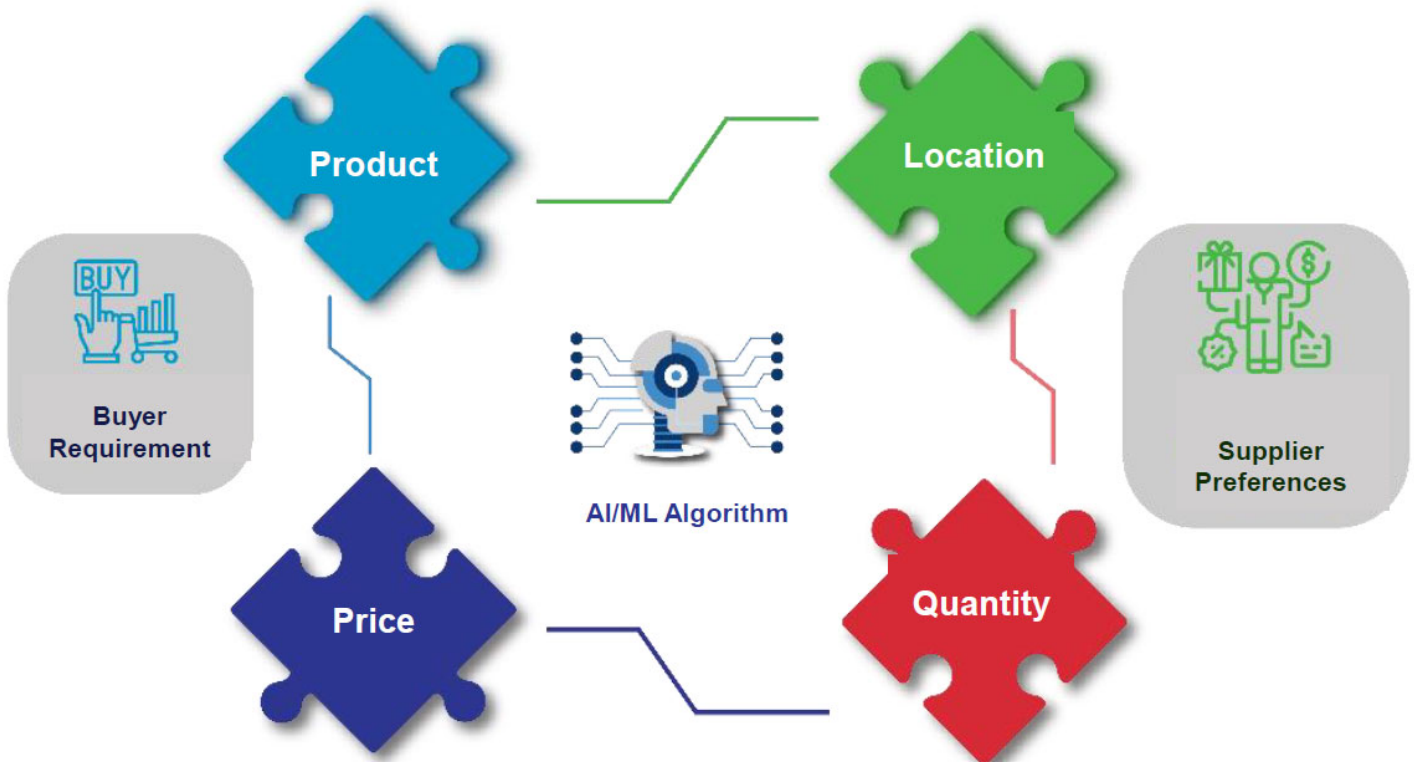 Product
Location
BUY
$
%
Buyer
Requirement
Supplier
Preferences
AI/ML Algorithm
Price
Quantity